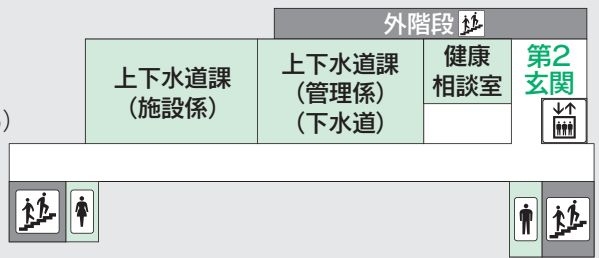 外階段
上下水道課
（施設係）
上下水道課
（管理係）
（下水道）
健康
相談室
第2
玄関
）